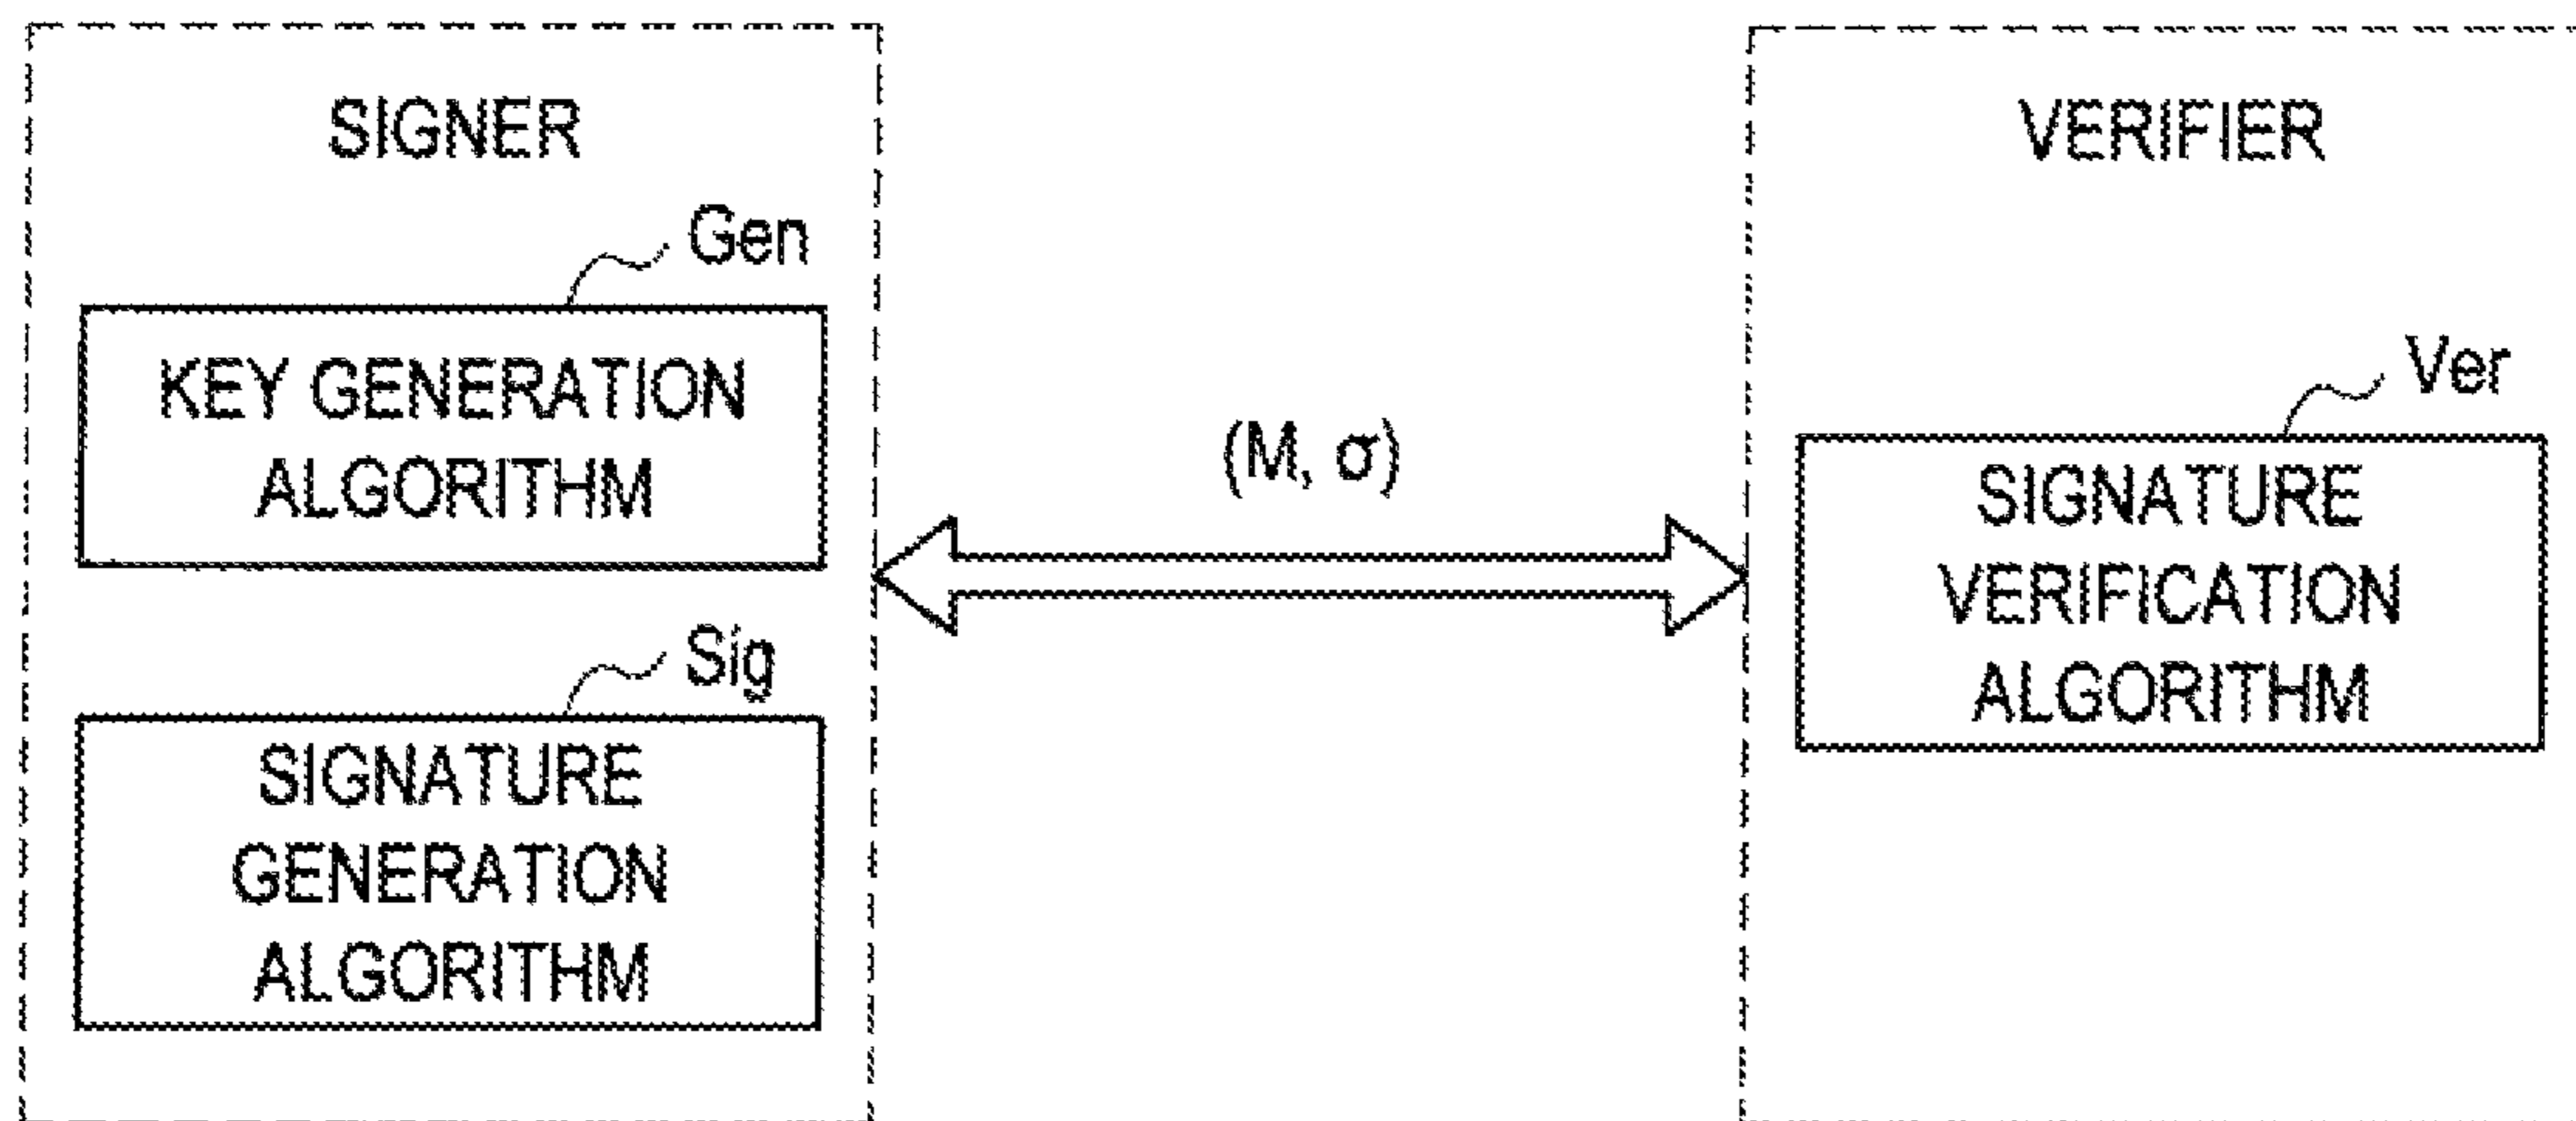 SIGNER
Gen
KEY GENERATION
ALGORITHM
Sig
SIGNATURE
GENERATION
ALGORITHM
(M, σ)
VERIFIER
Ver
SIGNATURE
VERIFICATION
ALGORITHM